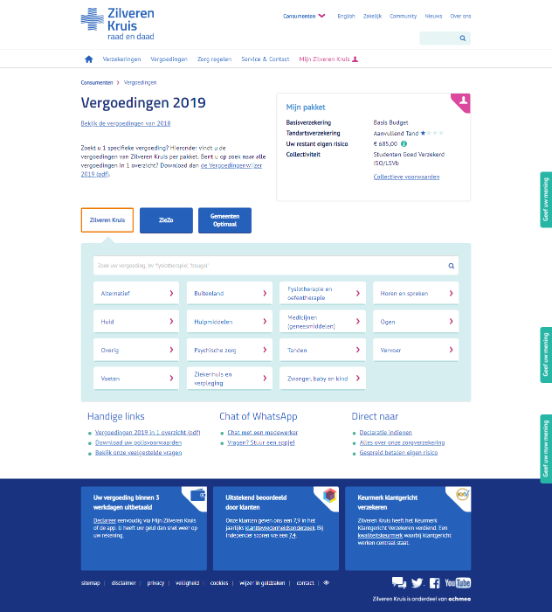 Zilveren
Kruis
raad en daad
Consumenten
English
Zakelijk
Community
Nieuws
Over ons
Verzekeringen
Vergoedingen
Zorg regelen
Service & Contact
Mijn Zilveren Kruis
Consumenten > Vergoedingen
Vergoedingen 2019
Bekijk de vergoedingen van 2018
Zoekt u 1 specifieke vergoeding? Hieronder vindt u de
vergoedingen van Zilveren Kruis per pakket. Bent u op zoek naar alle
vergoedingen in 1 overzicht? Download dan de Vergoedingenwijzer
2019 (pdf).
Mijn pakket
Basisverzekering Basis Budget
Tandartsverzekering Aanvullend Tand
Uw restant eigen risico € 685,00
Collectiviteit Studenten Goed Verzekerd
ISO/LSVb
Collectieve voorwaarden
Geef uw mening
Zilveren Kruis
ZieZo
Gemeenten
Optimaal
Zoek uw vergoeding, bv 'fysiotherapie', 'kraspil'
Alternatief
Buitenland
Fysiotherapie en
oefentherapie
Horen en spreken
Huid
Hulpmiddelen
Medicijnen
(geneesmiddelen)
Ogen
Geef uw mening
Overig
Psychische zorg
Tanden
Vervoer
Voeten
Ziekenhuis en
verpleging
Zwanger, baby en kind
Handige links
Vergoedingen 2019 in 1 overzicht (pdf)
Download uw polisvoorwaarden
Bekijk onze veelgestelde vragen
Chat of WhatsApp
Chat met een medewerker
Vragen? Stuur een appje!
Direct naar
Declaratie indienen
Alles over onze zorgverzekering
Gespreid betalen eigen risico
Geef uw mening
Uw vergoeding binnen 3
werkdagen uitbetaald
Declareer eenvoudig via Mijn Zilveren Kruis
of de app. U heeft uw geld dan snel weer op
uw rekening.
Uitstekend beoordeeld
door klanten
Onze klanten geven ons een 7,9 in het
jaarlijks klanttevredenheidsonderzoek. Bij
Independer scoren we een 7,4.
Keurmerk klantgericht
verzekeren
Zilveren Kruis heeft het Keurmerk
Klantgericht Verzekeren verdiend. Een
kwaliteitskeurmerk waarbij klantgericht
werken centraal staat.
sitemap | disclaimer | privacy | veiligheid | cookies | wijzer in geldzaken | contact
YouTube
Zilveren Kruis is onderdeel van achmea